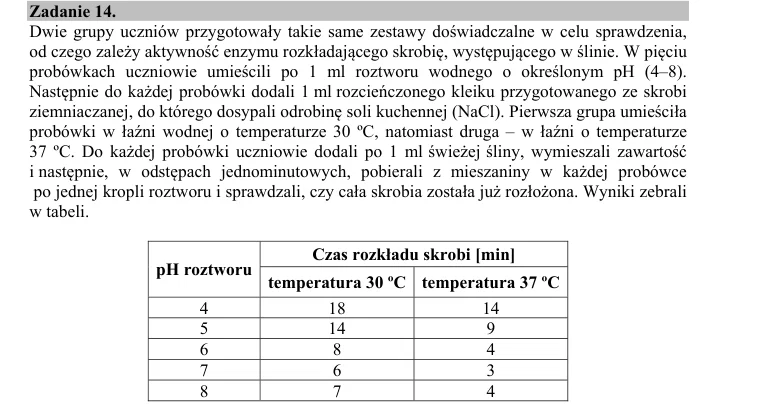 Zadanie 14.
Dwie grupy uczniów przygotowały takie same zestawy doświadczalne w celu sprawdzenia,
od czego zależy aktywność enzymu rozkładającego skrobię, występującego w ślinie. W pięciu
probówkach uczniowie umieścili po 1 ml roztworu wodnego o określonym pH (4–8).
Następnie do każdej probówki dodali 1 ml rozcieńczonego kleiku przygotowanego ze skrobi
ziemniaczanej, do którego dosypali odrobinę soli kuchennej (NaCl). Pierwsza grupa umieściła
probówki w łaźni wodnej o temperaturze 30 ºC, natomiast druga – w łaźni o temperaturze
37 ºC. Do każdej probówki uczniowie dodali po 1 ml świeżej śliny, wymieszali zawartość
i następnie, w odstępach jednominutowych, pobierali z mieszaniny w każdej probówce
po jednej kropli roztworu i sprawdzali, czy cała skrobia została już rozłożona. Wyniki zebrali
w tabeli.
pH roztworu Czas rozkładu skrobi [min]
temperatura 30 ºC temperatura 37 ºC
4 18 14
5 14 9
6 8 4
7 6 3
8 7 4